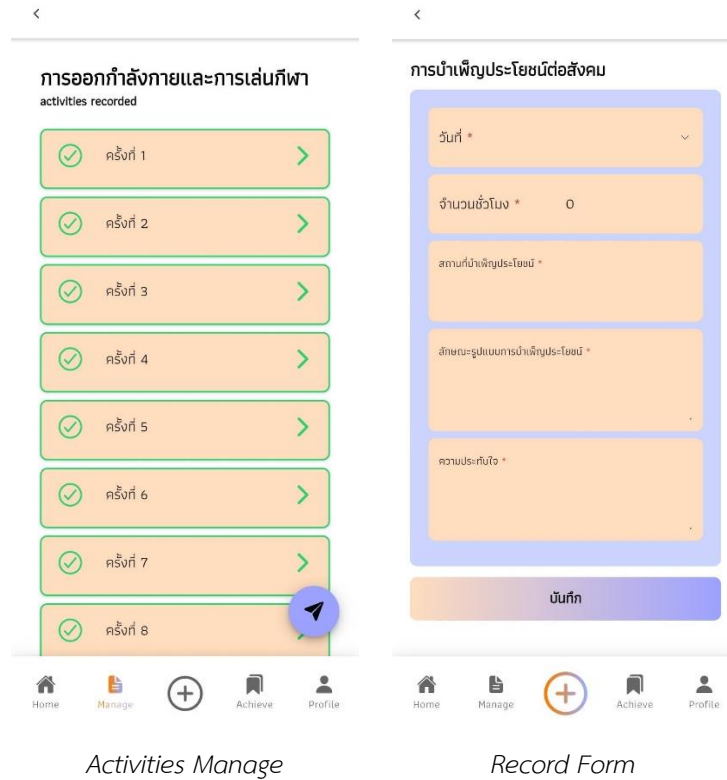 การออกกำลังกายและการเล่นกีฬา
activities recorded
ครั้งที่ 1
ครั้งที่ 2
ครั้งที่ 3
ครั้งที่ 4
ครั้งที่ 5
ครั้งที่ 6
ครั้งที่ 7
ครั้งที่ 8
Home Manage Achieve Profile
Activities Manage
การบำเพ็ญประโยชน์ต่อสังคม
วันที่ *
จำนวนชั่วโมง * 0
สถานที่บำเพ็ญประโยชน์ *
ลักษณะรูปแบบการบำเพ็ญประโยชน์ *
ความประทับใจ *
บันทึก
Home Manage Achieve Profile
Record Form